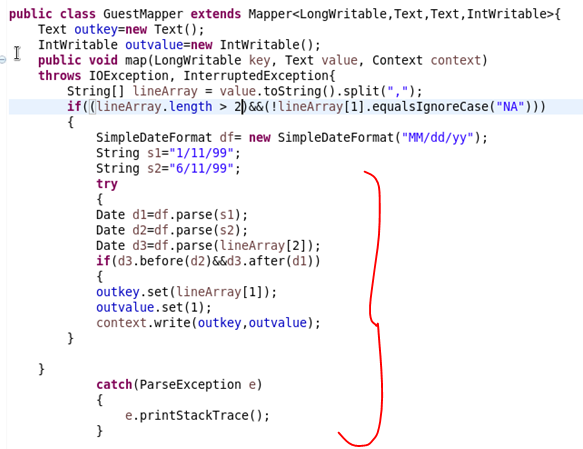 public class GuestMapper extends Mapper<LongWritable,Text,Text,IntWritable>{
Text outkey=new Text();
IntWritable outvalue=new IntWritable();
public void map(LongWritable key, Text value, Context context)
throws IOException, InterruptedException{
String[] lineArray = value.toString().split(",");
if((lineArray.length > 2)&&(!lineArray[1].equalsIgnoreCase("NA")))
{
SimpleDateFormat df= new SimpleDateFormat("MM/dd/yy");
String s1="1/11/99";
String s2="6/11/99";
try
{
Date d1=df.parse(s1);
Date d2=df.parse(s2);
Date d3=df.parse(lineArray[2]);
if(d3.before(d2)&&d3.after(d1))
{
outkey.set(lineArray[1]);
outvalue.set(1);
context.write(outkey,outvalue);
}
}
catch(ParseException e)
{
e.printStackTrace();
}